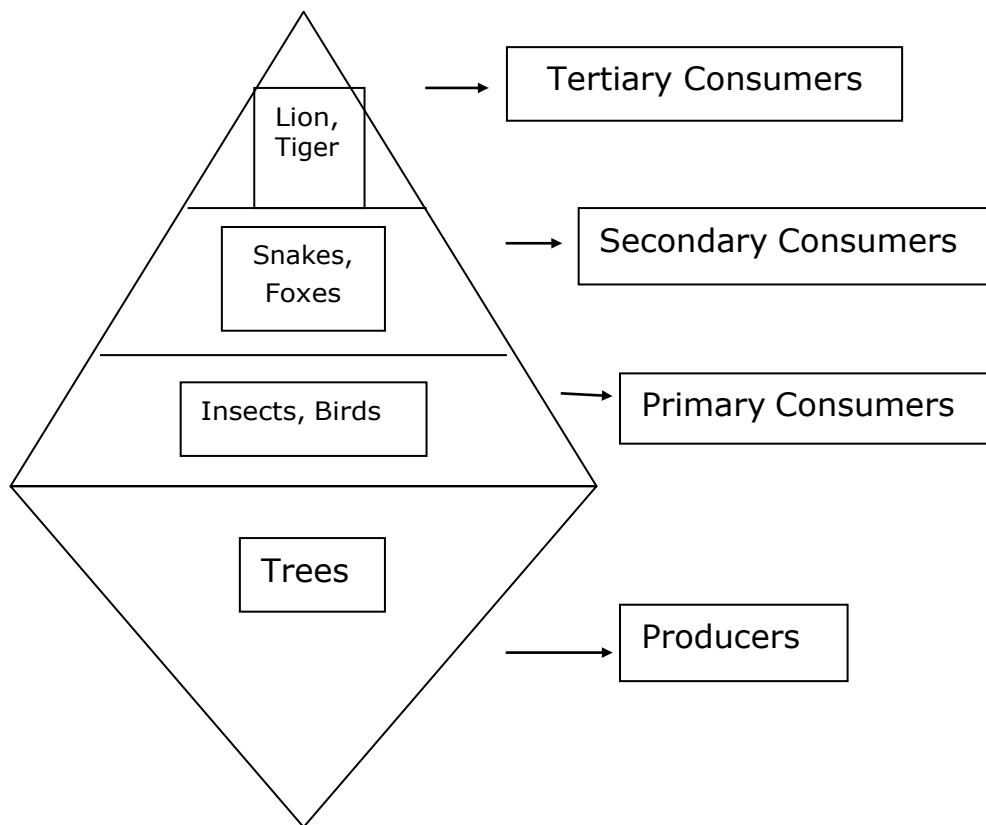 Lion,
Tiger
Tertiary Consumers
Snakes,
Foxes
Secondary Consumers
Insects, Birds
Primary Consumers
Trees
Producers